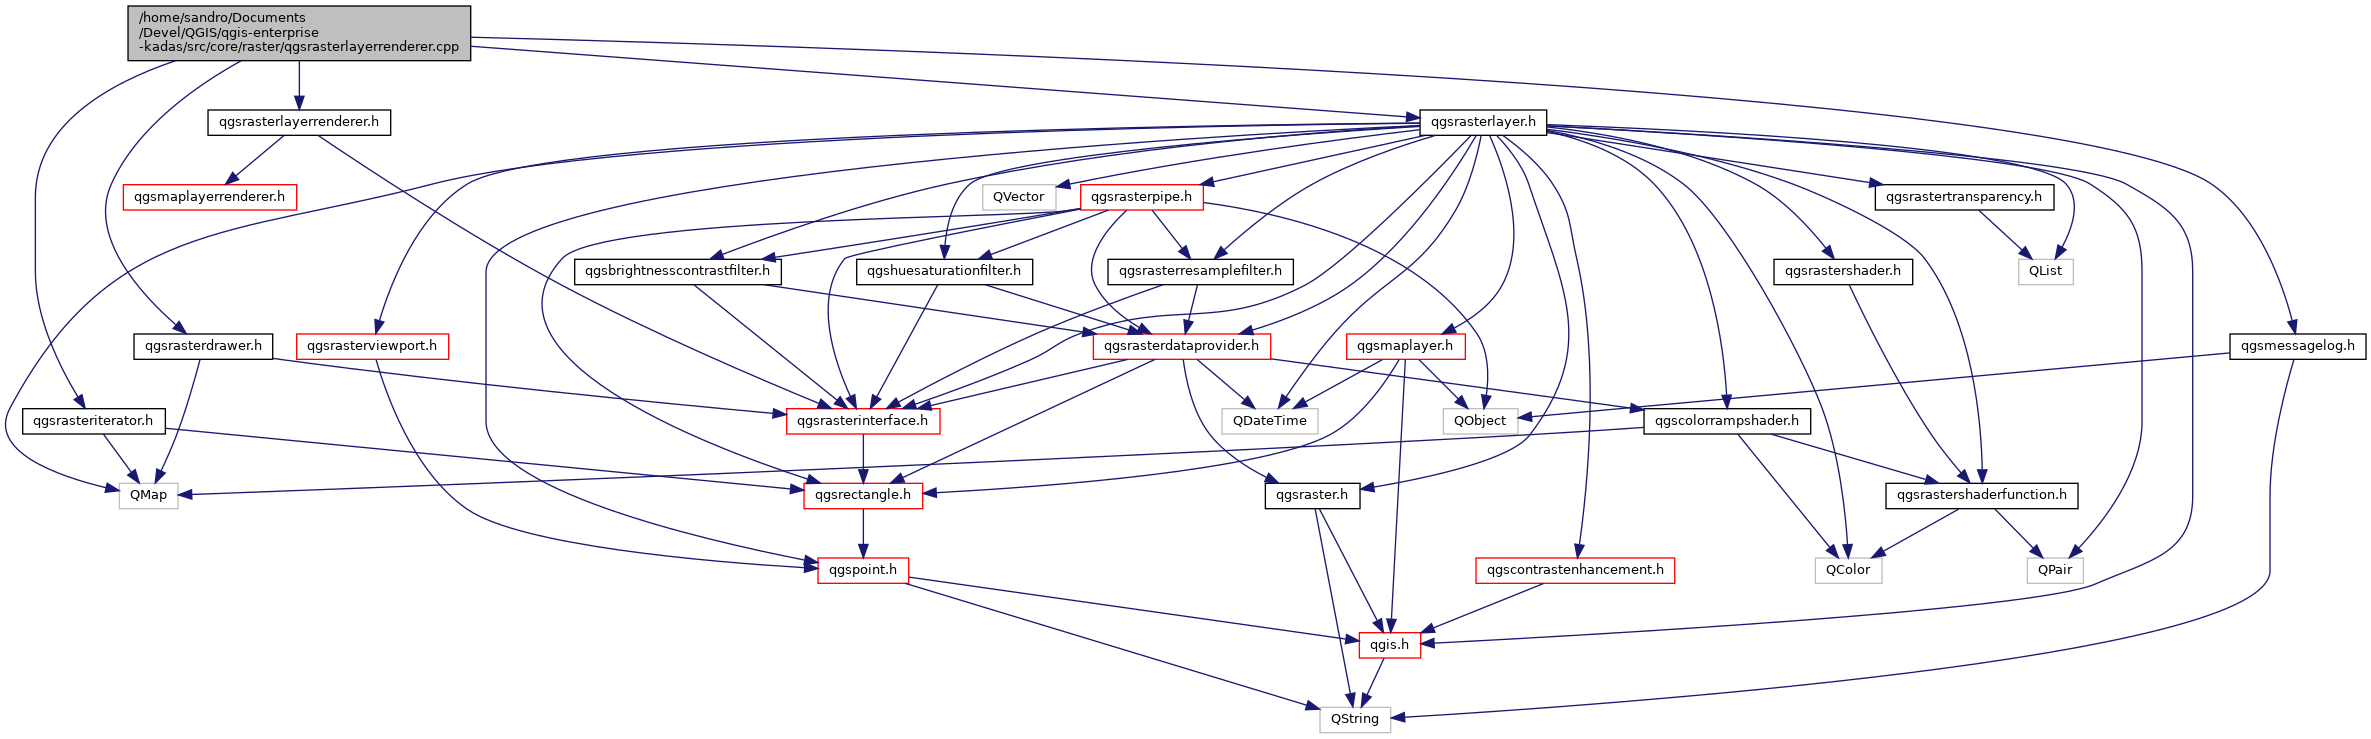 /home/sandro/Documents
/Devel/QGIS/qgis-enterprise
-kadas/src/core/raster/qgsrasterlayerrenderer.cpp
qgsrasterlayerrenderer.h
qgsrasterlayer.h
qgsmaplayerrenderer.h
QVector
qgsrasterpipe.h
qgsrastertransparency.h
qgsbrightnesscontrastfilter.h
qgshuesaturationfilter.h
qgsrasterresamplefilter.h
qgsrastershader.h
QList
qgsrasterdrawer.h
qgsrasterviewport.h
qgsrasterdataprovider.h
qgsmaplayer.h
qgsmessagelog.h
qgsrasteriterator.h
qgsrasterinterface.h
QDateTime
QObject
qgscolorrampshader.h
QMap
qgsrectangle.h
qgsraster.h
qgsrastershaderfunction.h
qgspoint.h
qgscontrastenhancement.h
QColor
QPair
qgis.h
QString